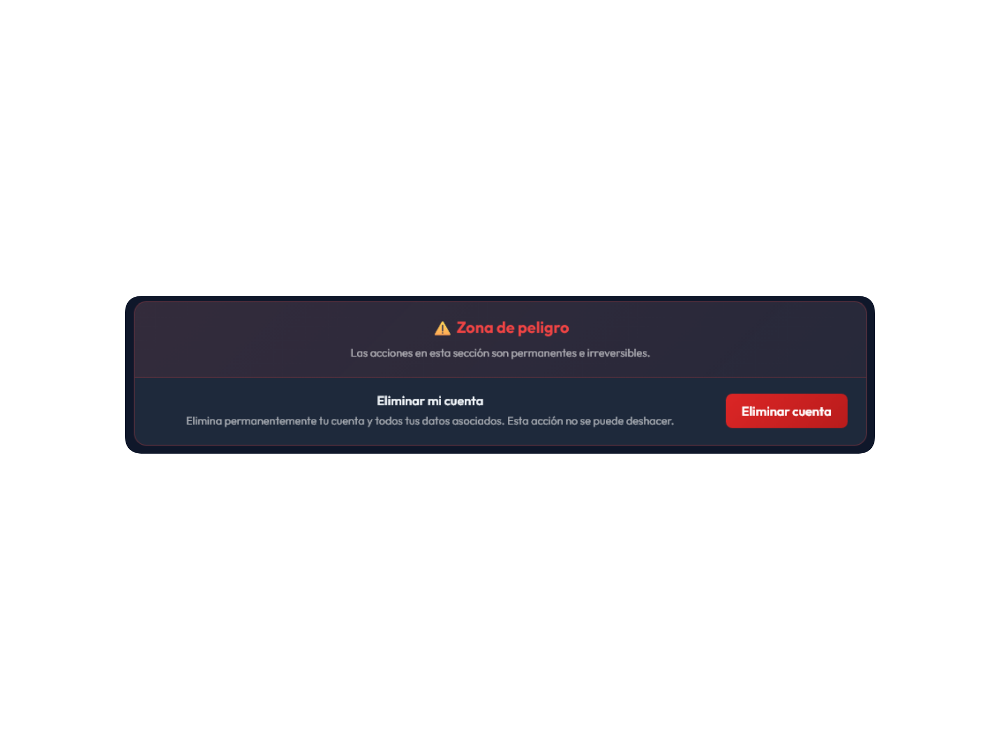 ⚠️ Zona de peligro
Las acciones en esta sección son permanentes e irreversibles.
Eliminar mi cuenta
Elimina permanentemente tu cuenta y todos tus datos asociados. Esta acción no se puede deshacer.
Eliminar cuenta